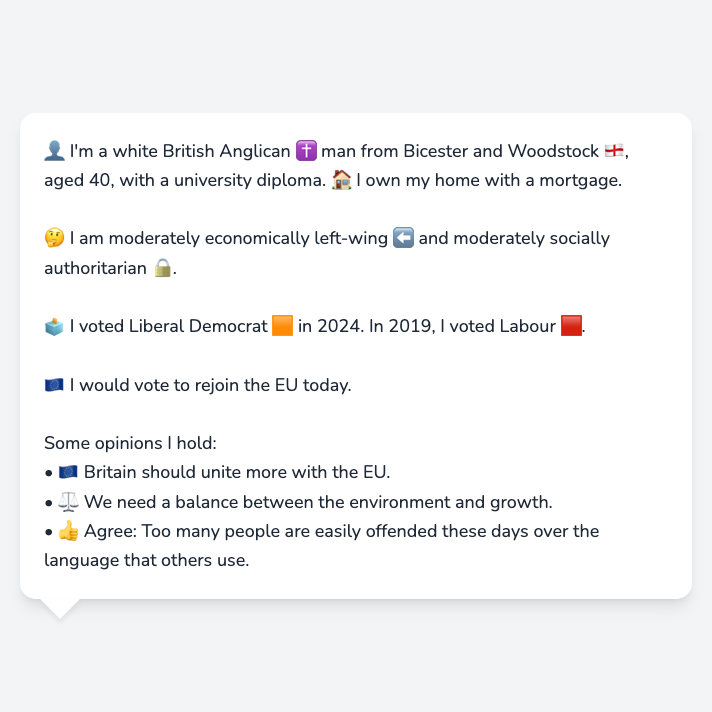 👤 I'm a white British Anglican ✝️ man from Bicester and Woodstock 🏴󠁧󠁢󠁥󠁮󠁧󠁿,
aged 40, with a university diploma. 🏠 I own my home with a mortgage.
🤔 I am moderately economically left-wing ⬅️ and moderately socially
authoritarian 🔒.
🗳️ I voted Liberal Democrat 🟧 in 2024. In 2019, I voted Labour 🟥.
🇪🇺 I would vote to rejoin the EU today.
Some opinions I hold:
• 🇪🇺 Britain should unite more with the EU.
• ⚖️ We need a balance between the environment and growth.
• 👍 Agree: Too many people are easily offended these days over the
language that others use.